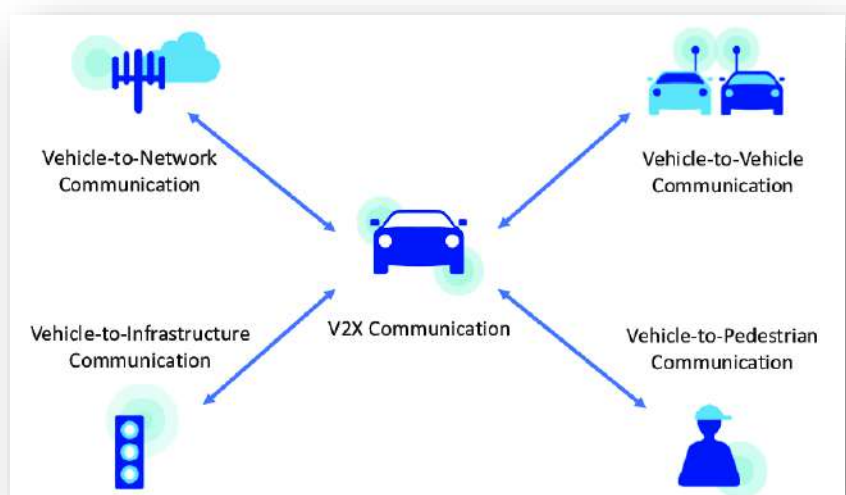 Vehicle-to-Network
Communication
Vehicle-to-Vehicle
Communication
V2X Communication
Vehicle-to-Infrastructure
Communication
Vehicle-to-Pedestrian
Communication